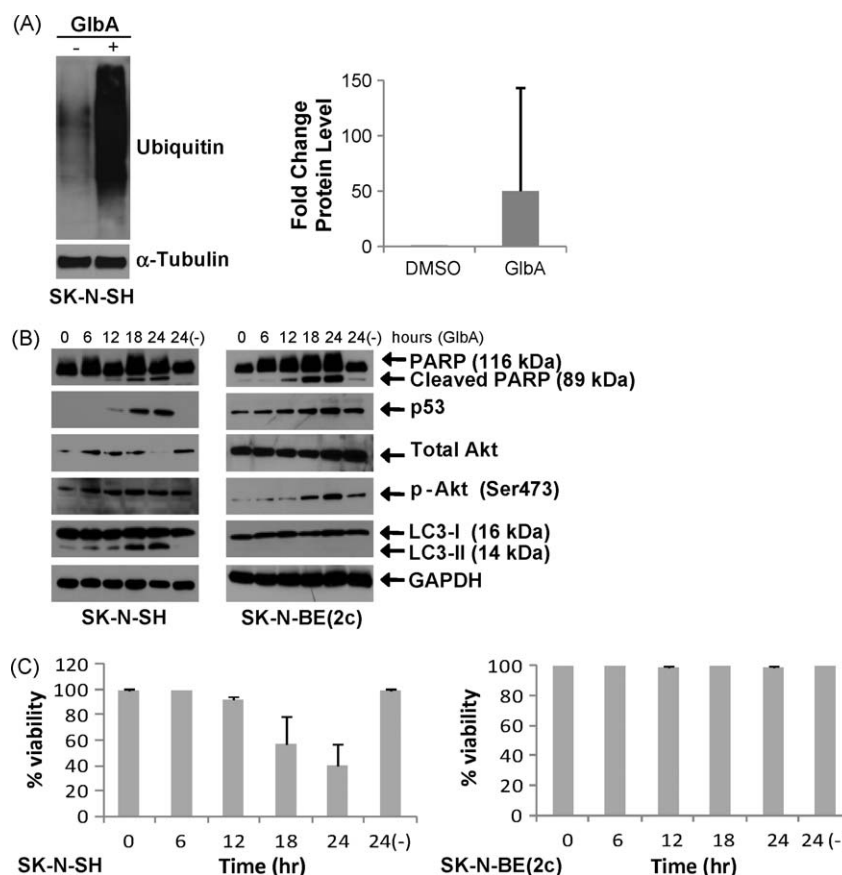 (A)
GlbA
- +
Ubiquitin
α-Tubulin
SK-N-SH
Fold Change
Protein Level
150
100
50
0
DMSO GlbA
(B)
0 6 12 18 24 24(-) 0 6 12 18 24 24(-) hours (GlbA)
PARP (116 kDa)
Cleaved PARP (89 kDa)
p53
Total Akt
p-Akt (Ser473)
LC3-I (16 kDa)
LC3-II (14 kDa)
GAPDH
SK-N-SH SK-N-BE(2c)
(C)
% viability
120
100
80
60
40
20
0
0 6 12 18 24 24(-)
SK-N-SH Time (hr)
% viability
100
80
60
40
20
0
0 6 12 18 24 24(-
SK-N-BE(2c) Time (hr)